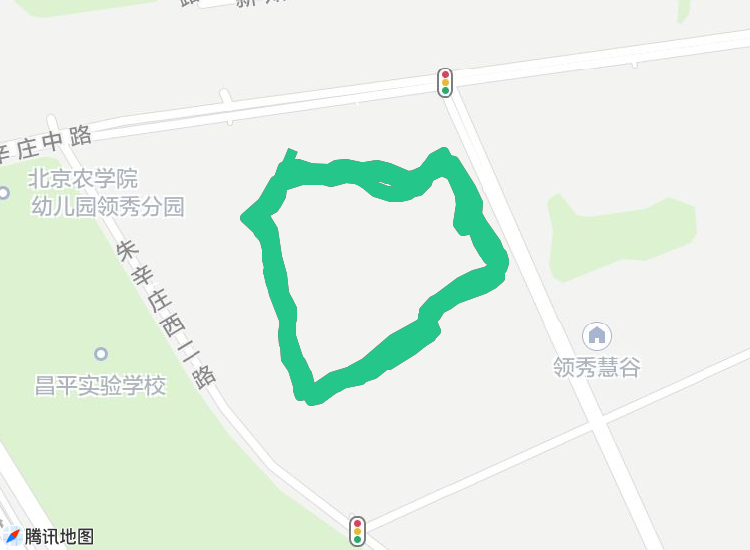 辛庄中路
北京农学院
幼儿园领秀分园
朱辛庄西二路
领秀慧谷
昌平实验学校
腾讯地图